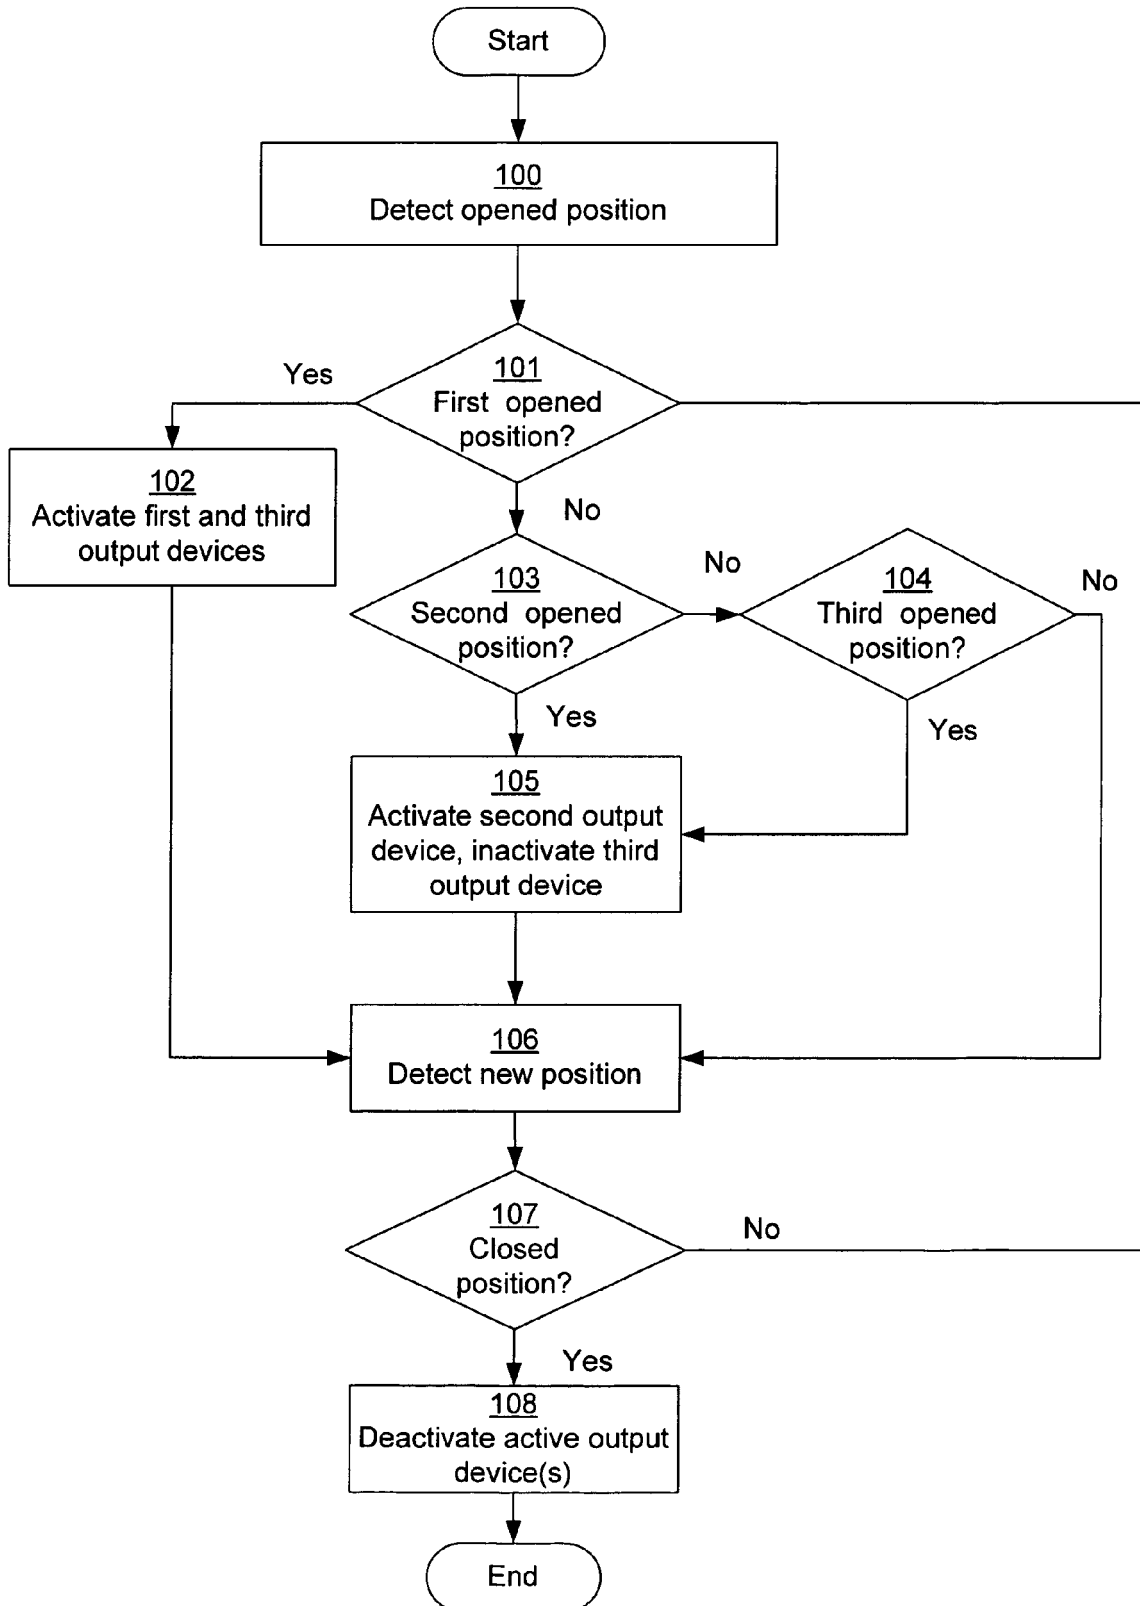 Start
100
Detect opened position
Yes
101
First opened
position?
102
Activate first and third
output devices
No
103
Second opened
position?
No
104
Third opened
position?
No
Yes
Yes
105
Activate second output
device, inactivate third
output device
106
Detect new position
107
Closed
position?
No
Yes
108
Deactivate active output
device(s)
End